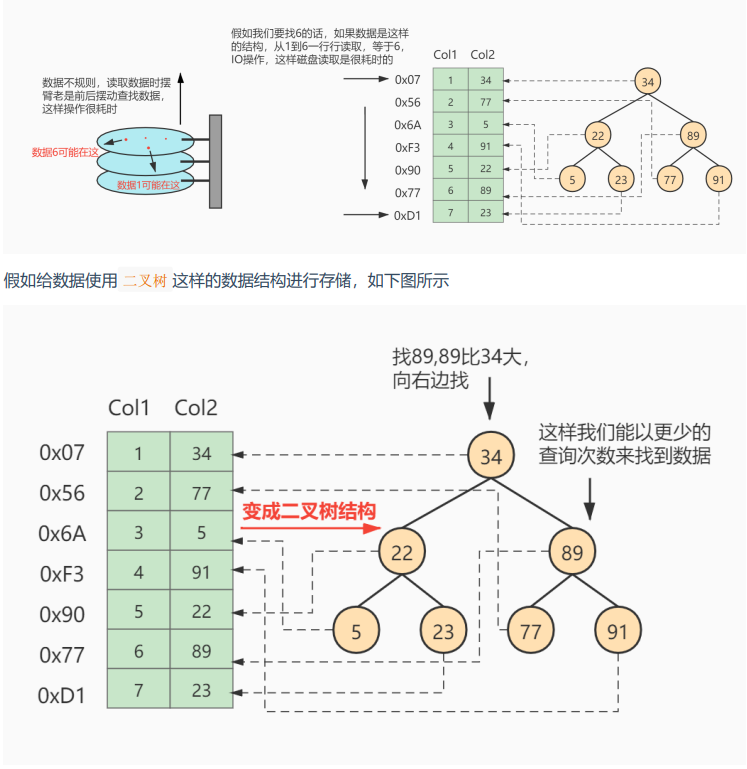 假如我们要找6的话，如果数据是这样
的结构，从1到6一行行读取，等于6，
IO操作，这样磁盘读取是很耗时的
数据不规则，读取数据时摆
臂老是前后摆动查找数据，
这样操作很耗时
数据6可能在这
数据1可能在这
Col1 Col2
0x07 1 34
0x56 2 77
0x6A 3 5
0xF3 4 91
0x90 5 22
0x77 6 89
0xD1 7 23
34
22 89
5 23 77 91
假如给数据使用 二叉树 这样的数据结构进行存储，如下图所示
找89,89比34大，
向右边找
这样我们能以更少的
查询次数来找到数据
Col1 Col2
0x07 1 34
0x56 2 77
0x6A 3 5
0xF3 4 91
0x90 5 22
0x77 6 89
0xD1 7 23
变成二叉树结构
34
22 89
5 23 77 91